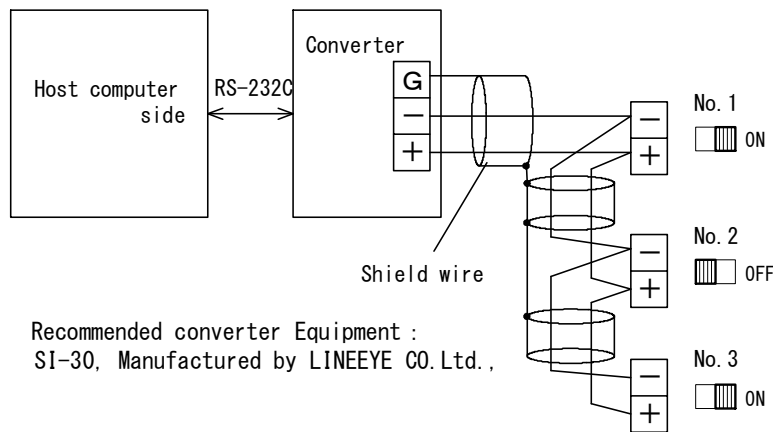 Host computer
side
RS-232C
Converter
G
−
+
Shield wire
−
+
No. 1
ON
−
+
No. 2
OFF
−
+
No. 3
ON
Recommended converter Equipment :
SI-30, Manufactured by LINEEYE CO.Ltd.,